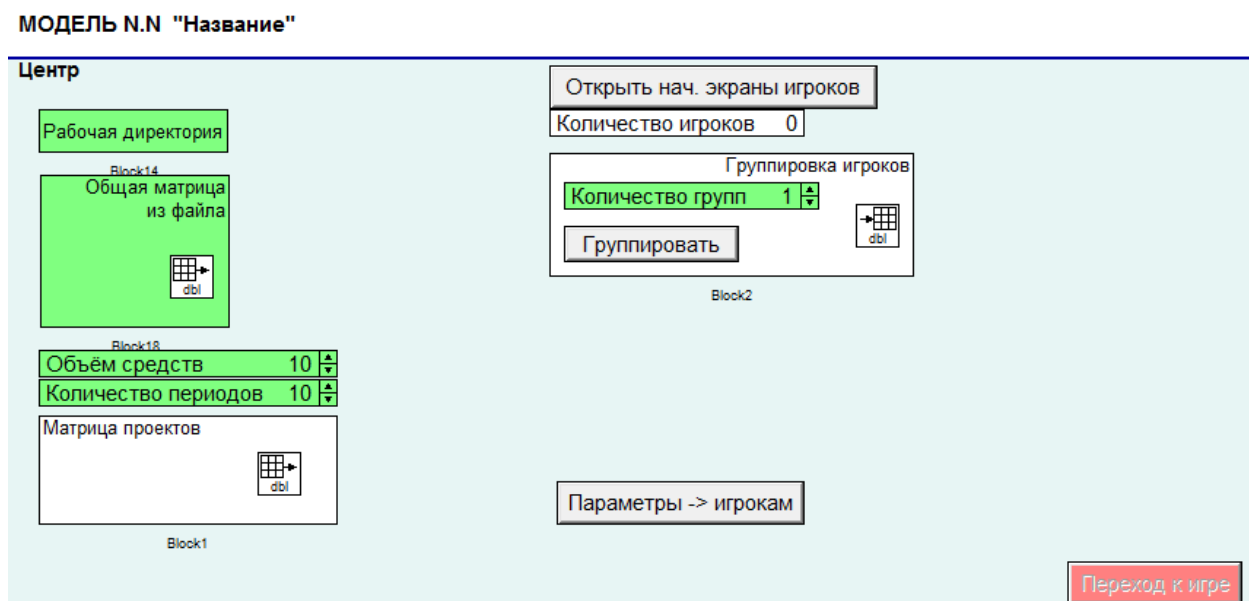 МОДЕЛЬ N.N "Название"
Центр
Открыть нач. экраны игроков
Количество игроков 0
Рабочая директория
Block14
Группировка игроков
Общая матрица
из файла
Количество групп 1
dbl
Группировать
dbl
Block2
Block18
Объём средств 10
Количество периодов 10
Матрица проектов
dbl
Параметры -> игрокам
Block1
Переход к игре